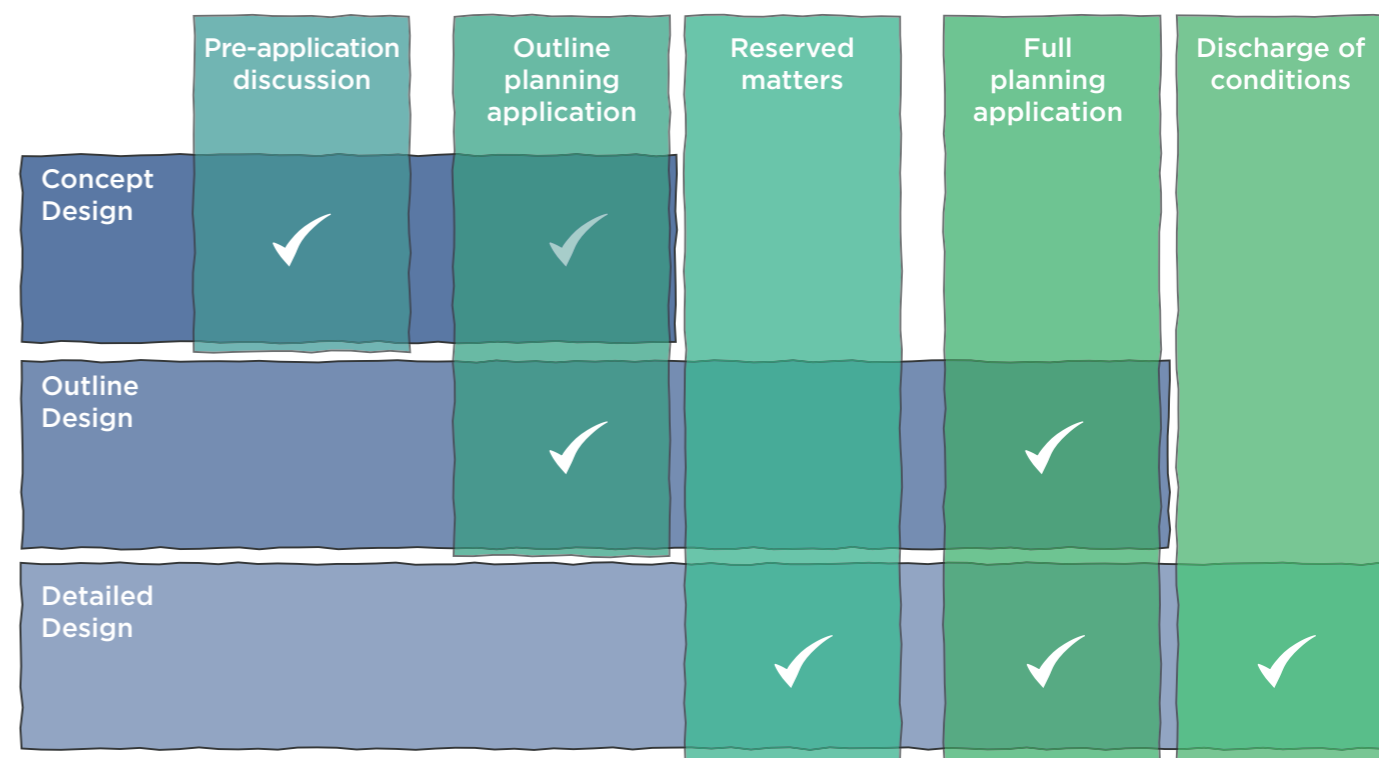 Pre-application
discussion
Outline
planning
application
Reserved
matters
Full
planning
application
Discharge of
conditions
Concept
Design
Outline
Design
Detailed
Design